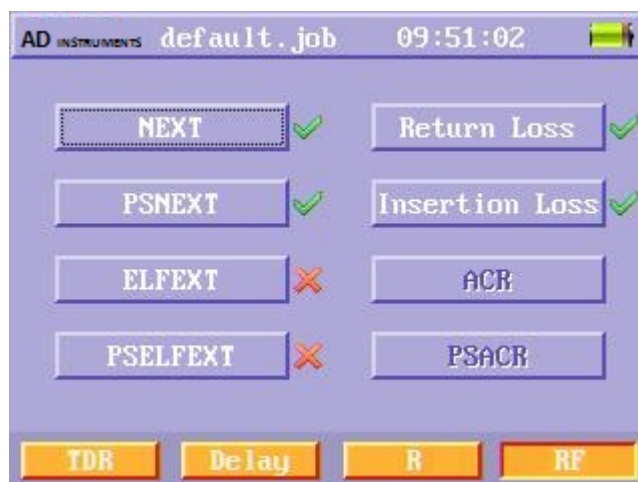 AD INSTRUMENTS default.job 09:51:02
NEXT Return Loss
PSNEXT Insertion Loss
ELFEXT ACR
PSELFEXT PSACR
TDR Delay R RF